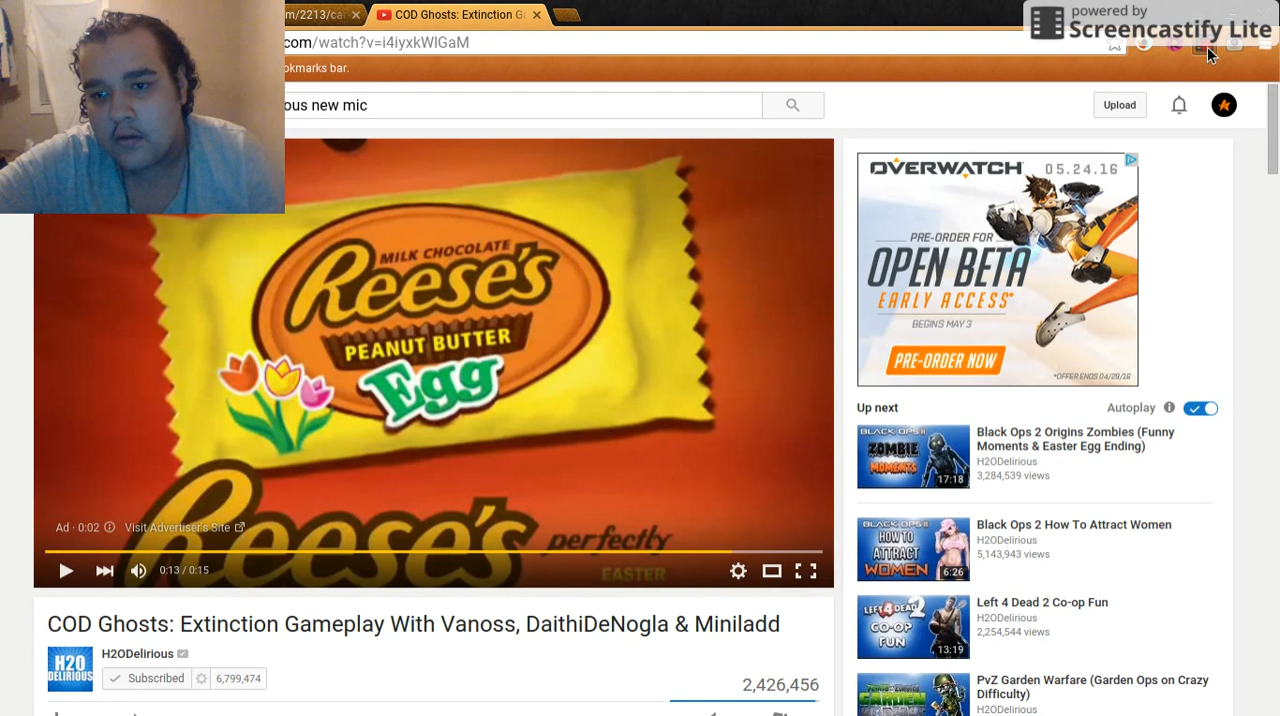 m/2213/ca
COD Ghosts: Extinction G
powered by
Screencastify Lite
com/watch?v=i4iyxkWlGaM
okmarks bar.
ous new mic
Upload
MILK CHOCOLATE
Reese's
PEANUT BUTTER
Egg
Reese's perfectly
EASTER
Ad · 0:02 Visit Advertiser's Site
0:13 / 0:15
OVERWATCH 05.24.16
PRE-ORDER FOR
OPEN BETA
EARLY ACCESS*
BEGINS MAY 3
PRE-ORDER NOW
*OFFER ENDS 04/29/16
Up next Autoplay
BLACK OPS II
ZOMBIE
MOMENTS
17:18
Black Ops 2 Origins Zombies (Funny
Moments & Easter Egg Ending)
H2ODelirious
3,284,539 views
BLACK OPS II
HOW TO
ATTRACT
WOMEN
6:26
Black Ops 2 How To Attract Women
H2ODelirious
5,143,943 views
LEFT 4 DEAD 2
CO-OP
FUN
13:19
Left 4 Dead 2 Co-op Fun
H2ODelirious
2,254,544 views
GARDEN
PvZ Garden Warfare (Garden Ops on Crazy
Difficulty)
H2ODelirious
COD Ghosts: Extinction Gameplay With Vanoss, DaithiDeNogla & Miniladd
H20
DELIRIOUS
H2ODelirious
Subscribed 6,799,474
2,426,456